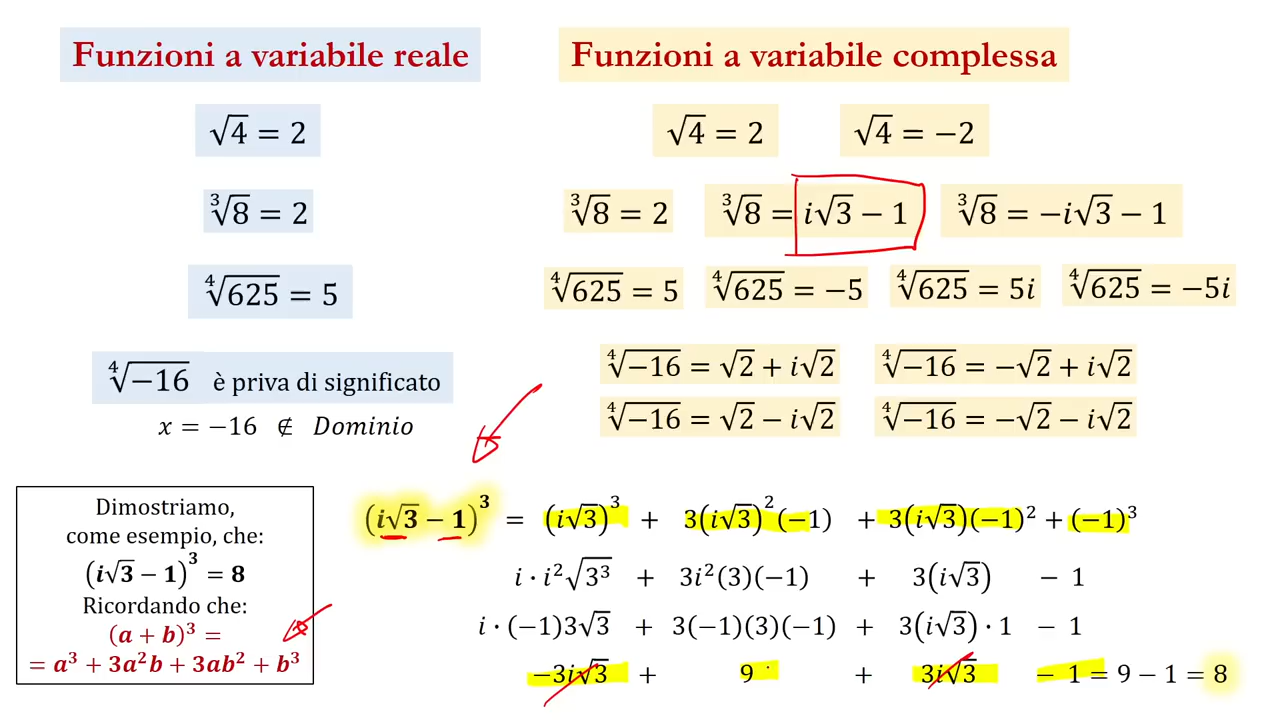 Funzioni a variabile reale
Funzioni a variabile complessa
√4 = 2
√4 = 2
√4 = −2
∛8 = 2
∛8 = 2
∛8 = i√3 − 1
∛8 = −i√3 − 1
∜625 = 5
∜625 = 5
∜625 = −5
∜625 = 5i
∜625 = −5i
∜−16 è priva di significato
x = −16 ∉ Dominio
∜−16 = √2 + i√2
∜−16 = −√2 + i√2
∜−16 = √2 − i√2
∜−16 = −√2 − i√2
Dimostriamo,
come esempio, che:
(i√3 − 1)³ = 8
Ricordando che:
(a + b)³ =
= a³ + 3a²b + 3ab² + b³
(i√3 − 1)³ = (i√3)³ + 3(i√3)²(−1) + 3(i√3)(−1)² + (−1)³
i · i²√3³ + 3i²(3)(−1) + 3(i√3) − 1
i · (−1)3√3 + 3(−1)(3)(−1) + 3(i√3) · 1 − 1
−3i√3 + 9 + 3i√3 − 1 = 9 − 1 = 8